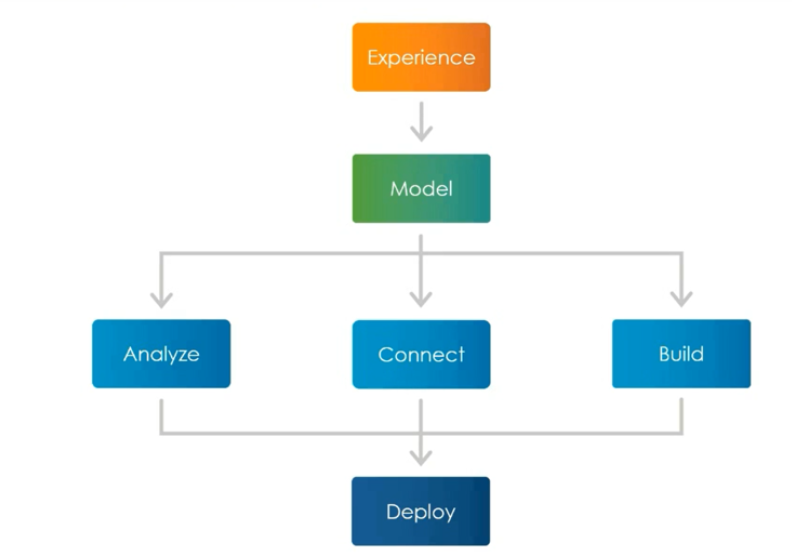 Experience
Model
Analyze
Connect
Build
Deploy